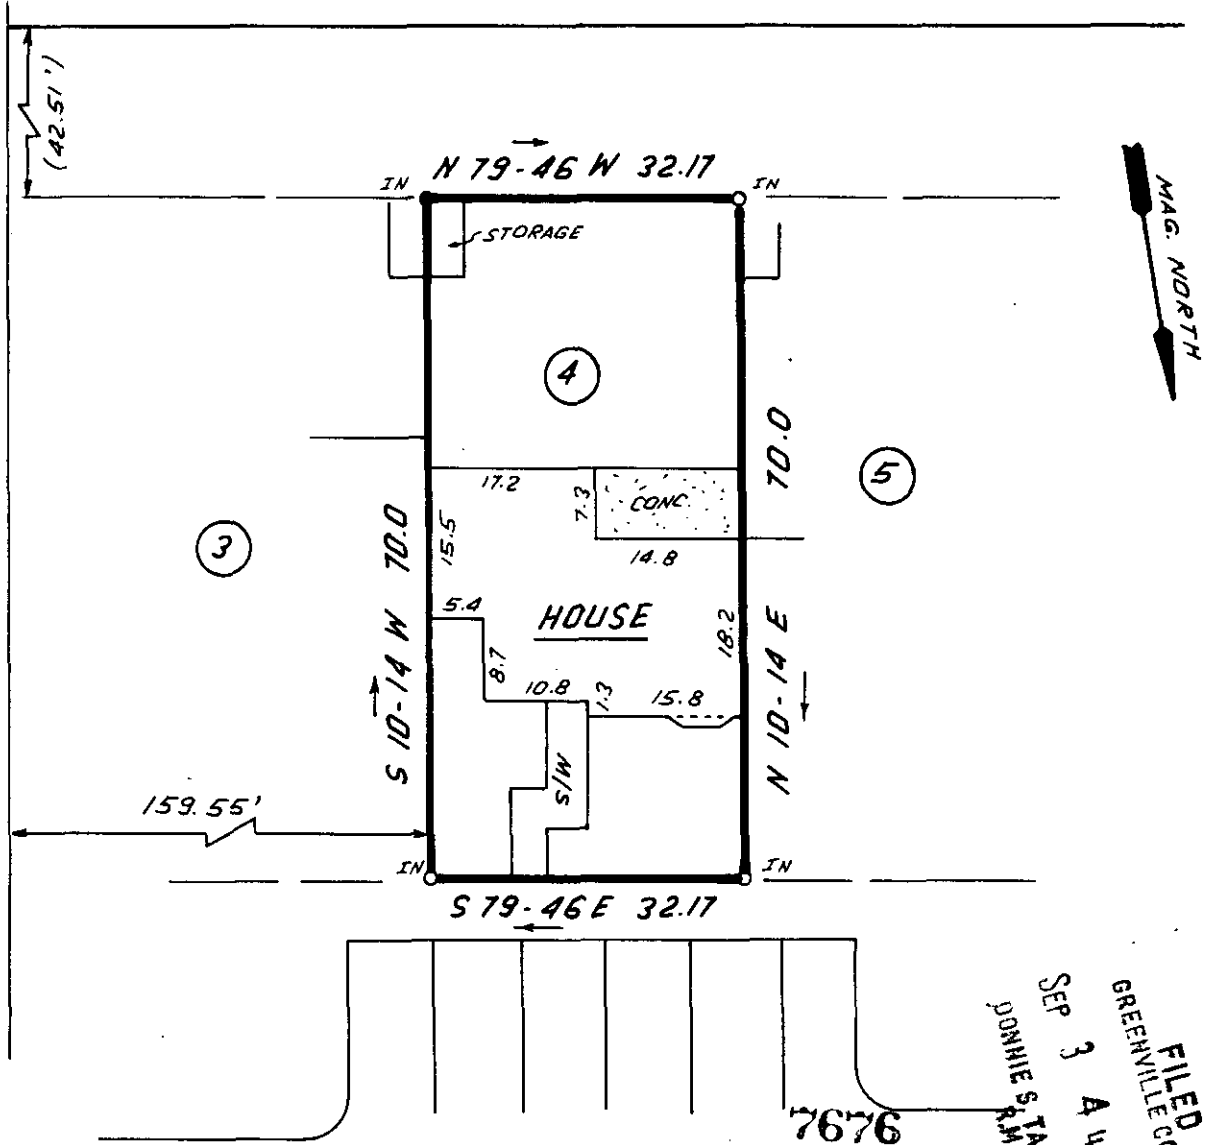 (42.51')
N 79-46 W 32.17
IN
IN
STORAGE
MAG. NORTH
4
70.0
5
17.2
7.3
CONC.
S 10-14 W 70.0
15.5
14.8
3
5.4
HOUSE
18.2
N 10-14 E
8.7
10.8
1.3
15.8
S/W
159.55'
IN
IN
S 79-46 E 32.17
FILED
GREENVILLE CO
SEP 3 4
DONNIE S. TA
R.M
7676